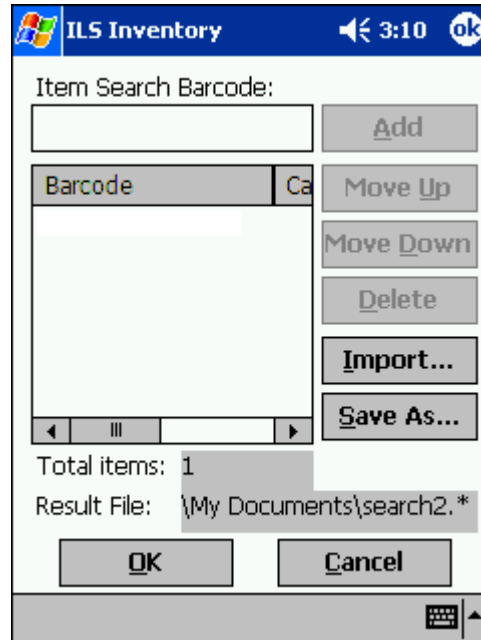 ILS Inventory 3:10 ok
Item Search Barcode:
Add
Barcode Ca
Move Up
Move Down
Delete
Import...
Save As...
Total items: 1
Result File: \My Documents\search2.*
OK Cancel